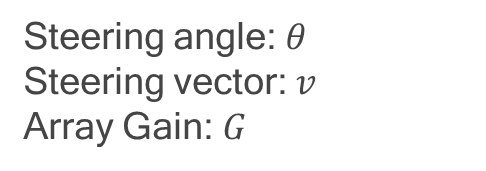 Steering angle: θ
Steering vector: v
Array Gain: G